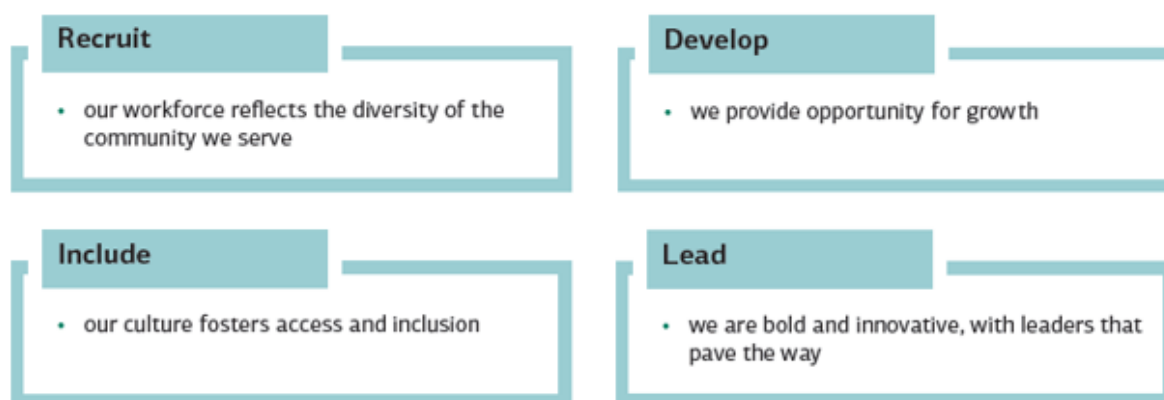 Recruit
• our workforce reflects the diversity of the
community we serve
Develop
• we provide opportunity for growth
Include
• our culture fosters access and inclusion
Lead
• we are bold and innovative, with leaders that
pave the way